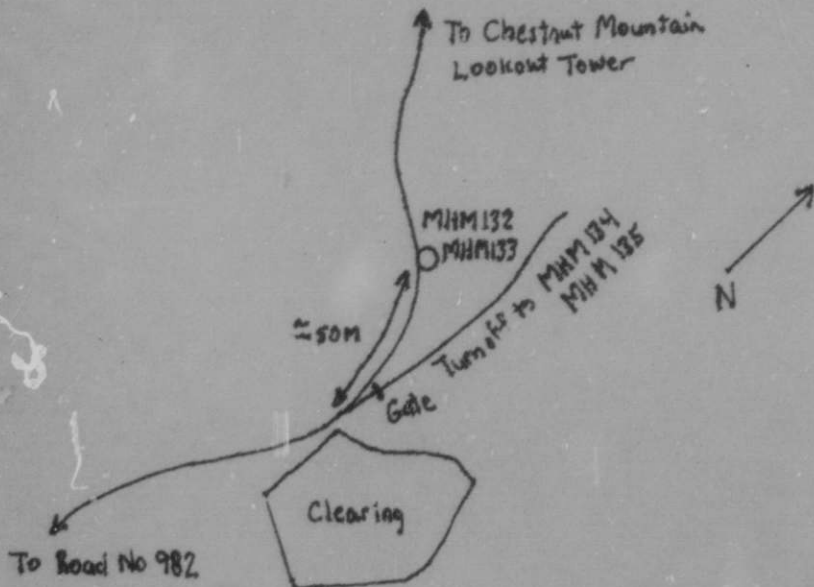 To Chestnut Mountain
Lookout Tower
MHM132
MHM133
≈50m
Turnoff to MHM134
MHM135
N
Gate
Clearing
To Road No 982